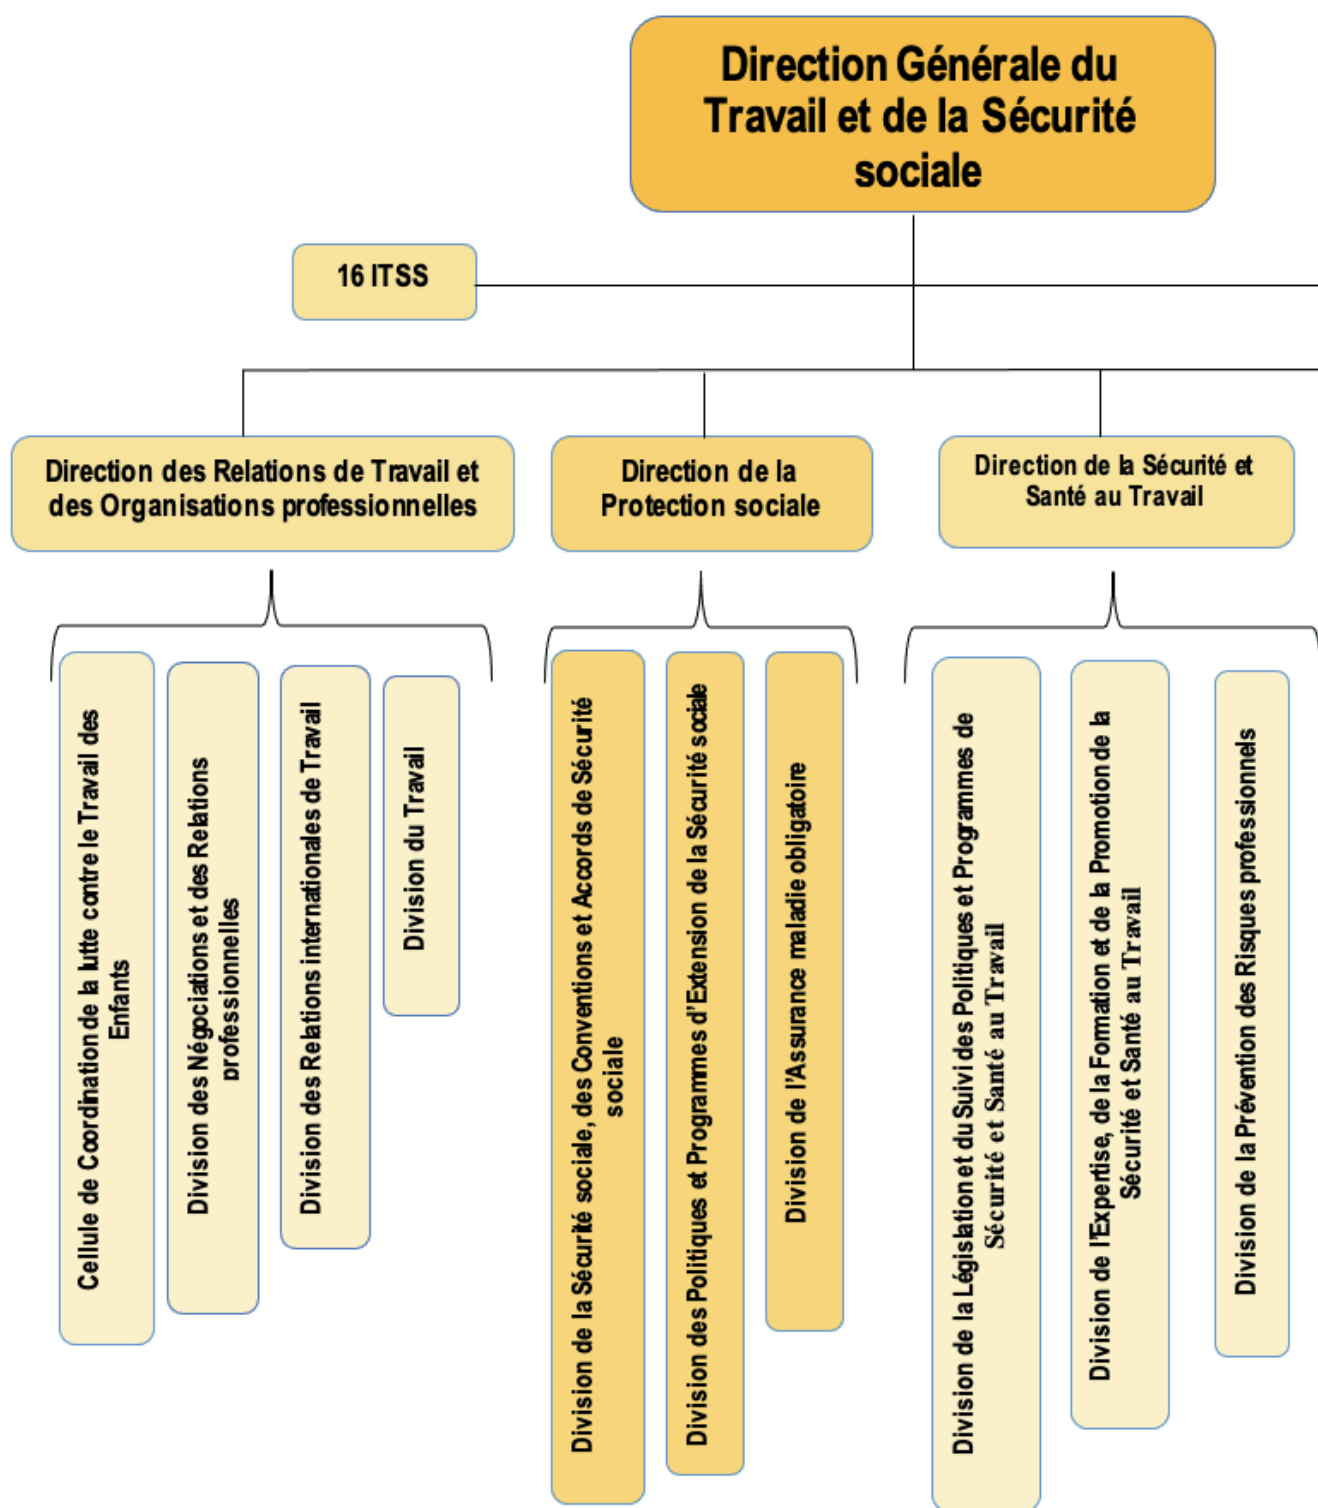 Direction Générale du
Travail et de la Sécurité
sociale
16 ITSS
Direction des Relations de Travail et
des Organisations professionnelles
Direction de la
Protection sociale
Direction de la Sécurité et
Santé au Travail
Cellule de Coordination de la lutte contre le Travail des
Enfants
Division des Négociations et des Relations
professionnelles
Division des Relations internationales de Travail
Division du Travail
Division de la Sécurité sociale, des Conventions et Accords de Sécurité
sociale
Division des Politiques et Programmes d'Extension de la Sécurité sociale
Division de l'Assurance maladie obligatoire
Division de la Législation et du Suivi des Politiques et Programmes de
Sécurité et Santé au Travail
Division de l'Expertise, de la Formation et de la Promotion de la
Sécurité et Santé au Travail
Division de la Prévention des Risques professionnels